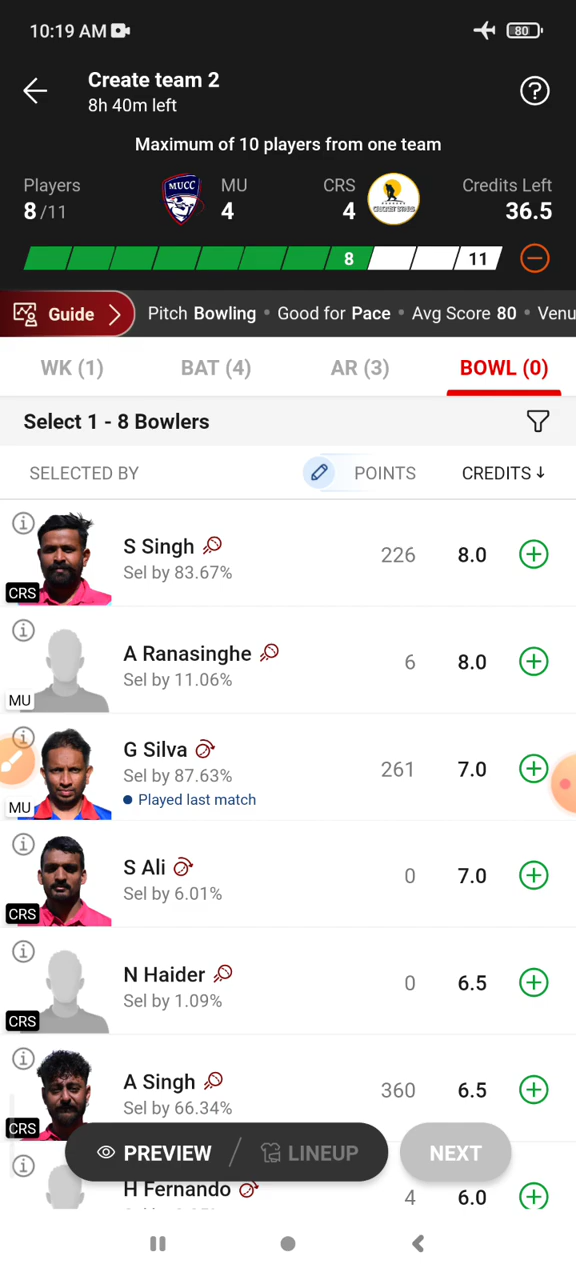 10:19 AM
80
Create team 2
8h 40m left
Maximum of 10 players from one team
Players
8/11
MUCC
MU
4
CRS
4
CRICKET STARS
Credits Left
36.5
8
11
Guide
Pitch Bowling • Good for Pace • Avg Score 80 • Venu
WK (1)
BAT (4)
AR (3)
BOWL (0)
Select 1 - 8 Bowlers
SELECTED BY
POINTS
CREDITS ↓
S Singh
Sel by 83.67%
226
8.0
CRS
A Ranasinghe
Sel by 11.06%
6
8.0
MU
G Silva
Sel by 87.63%
Played last match
261
7.0
MU
S Ali
Sel by 6.01%
0
7.0
CRS
N Haider
Sel by 1.09%
0
6.5
CRS
A Singh
Sel by 66.34%
360
6.5
CRS
PREVIEW / LINEUP
NEXT
H Fernando
4
6.0